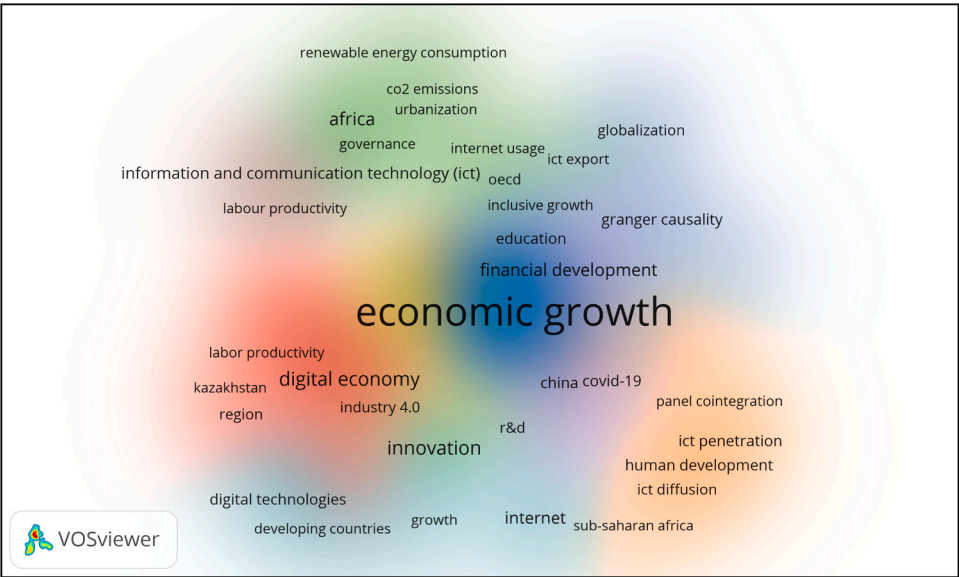 renewable energy consumption
co2 emissions
urbanization
africa
globalization
governance
internet usage
ict export
information and communication technology (ict)
oecd
labour productivity
inclusive growth
granger causality
education
financial development
economic growth
labor productivity
digital economy
china
covid-19
kazakhstan
panel cointegration
industry 4.0
region
r&d
ict penetration
innovation
human development
ict diffusion
digital technologies
internet
growth
sub-saharan africa
developing countries
VOSviewer